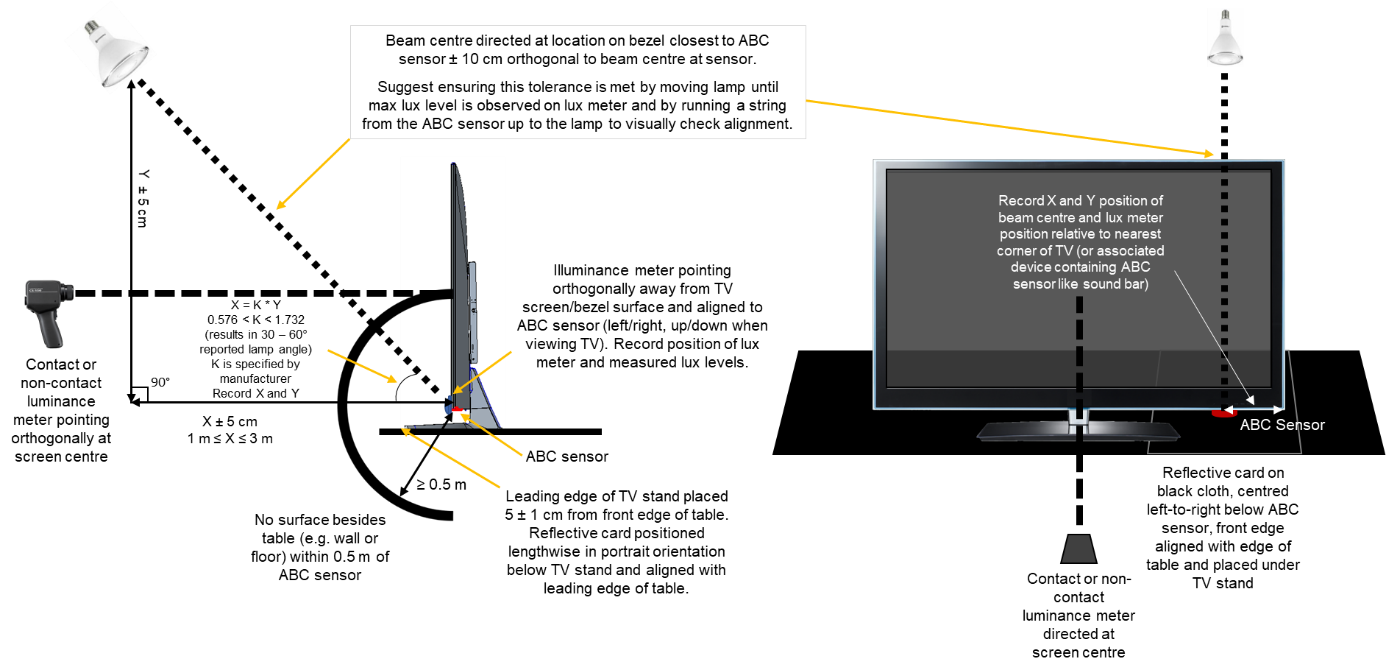 Beam centre directed at location on bezel closest to ABC
sensor ± 10 cm orthogonal to beam centre at sensor.
Suggest ensuring this tolerance is met by moving lamp until
max lux level is observed on lux meter and by running a string
from the ABC sensor up to the lamp to visually check alignment.
Y ± 5 cm
X = K * Y
0.576 < K < 1.732
(results in 30 – 60°
reported lamp angle)
K is specified by
manufacturer
Record X and Y
90°
X ± 5 cm
1 m ≤ X ≤ 3 m
Contact or
non-contact
luminance
meter pointing
orthogonally at
screen centre
Illuminance meter pointing
orthogonally away from TV
screen/bezel surface and aligned to
ABC sensor (left/right, up/down when
viewing TV). Record position of lux
meter and measured lux levels.
ABC sensor
≥ 0.5 m
No surface besides
table (e.g. wall or
floor) within 0.5 m of
ABC sensor
Leading edge of TV stand placed
5 ± 1 cm from front edge of table.
Reflective card positioned
lengthwise in portrait orientation
below TV stand and aligned with
leading edge of table.
Record X and Y position of
beam centre and lux meter
position relative to nearest
corner of TV (or associated
device containing ABC
sensor like sound bar)
ABC Sensor
Reflective card on
black cloth, centred
left-to-right below ABC
sensor, front edge
aligned with edge of
table and placed under
TV stand
Contact or non-
contact
luminance meter
directed at
screen centre